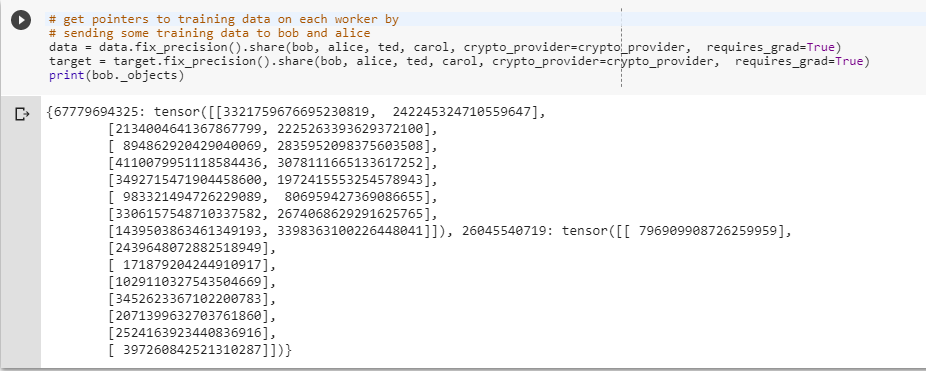 # get pointers to training data on each worker by
# sending some training data to bob and alice
data = data.fix_precision().share(bob, alice, ted, carol, crypto_provider=crypto_provider,  requires_grad=True)
target = target.fix_precision().share(bob, alice, ted, carol, crypto_provider=crypto_provider,  requires_grad=True)
print(bob._objects)
{67779694325: tensor([[3321759676695230819,  242245324710559647],
        [2134004641367867799, 2225263393629372100],
        [ 894862920429040069, 2835952098375603508],
        [4110079951118584436, 3078111665133617252],
        [3492715471904458600, 1972415553254578943],
        [ 983321494726229089,  806959427369086655],
        [3306157548710337582, 2674068629291625765],
        [1439503863461349193, 3398363100226448041]]), 26045540719: tensor([[ 796909908726259959],
        [2439648072882518949],
        [ 171879204244910917],
        [1029110327543504669],
        [3452623367102200783],
        [2071399632703761860],
        [2524163923440836916],
        [ 397260842521310287]])}